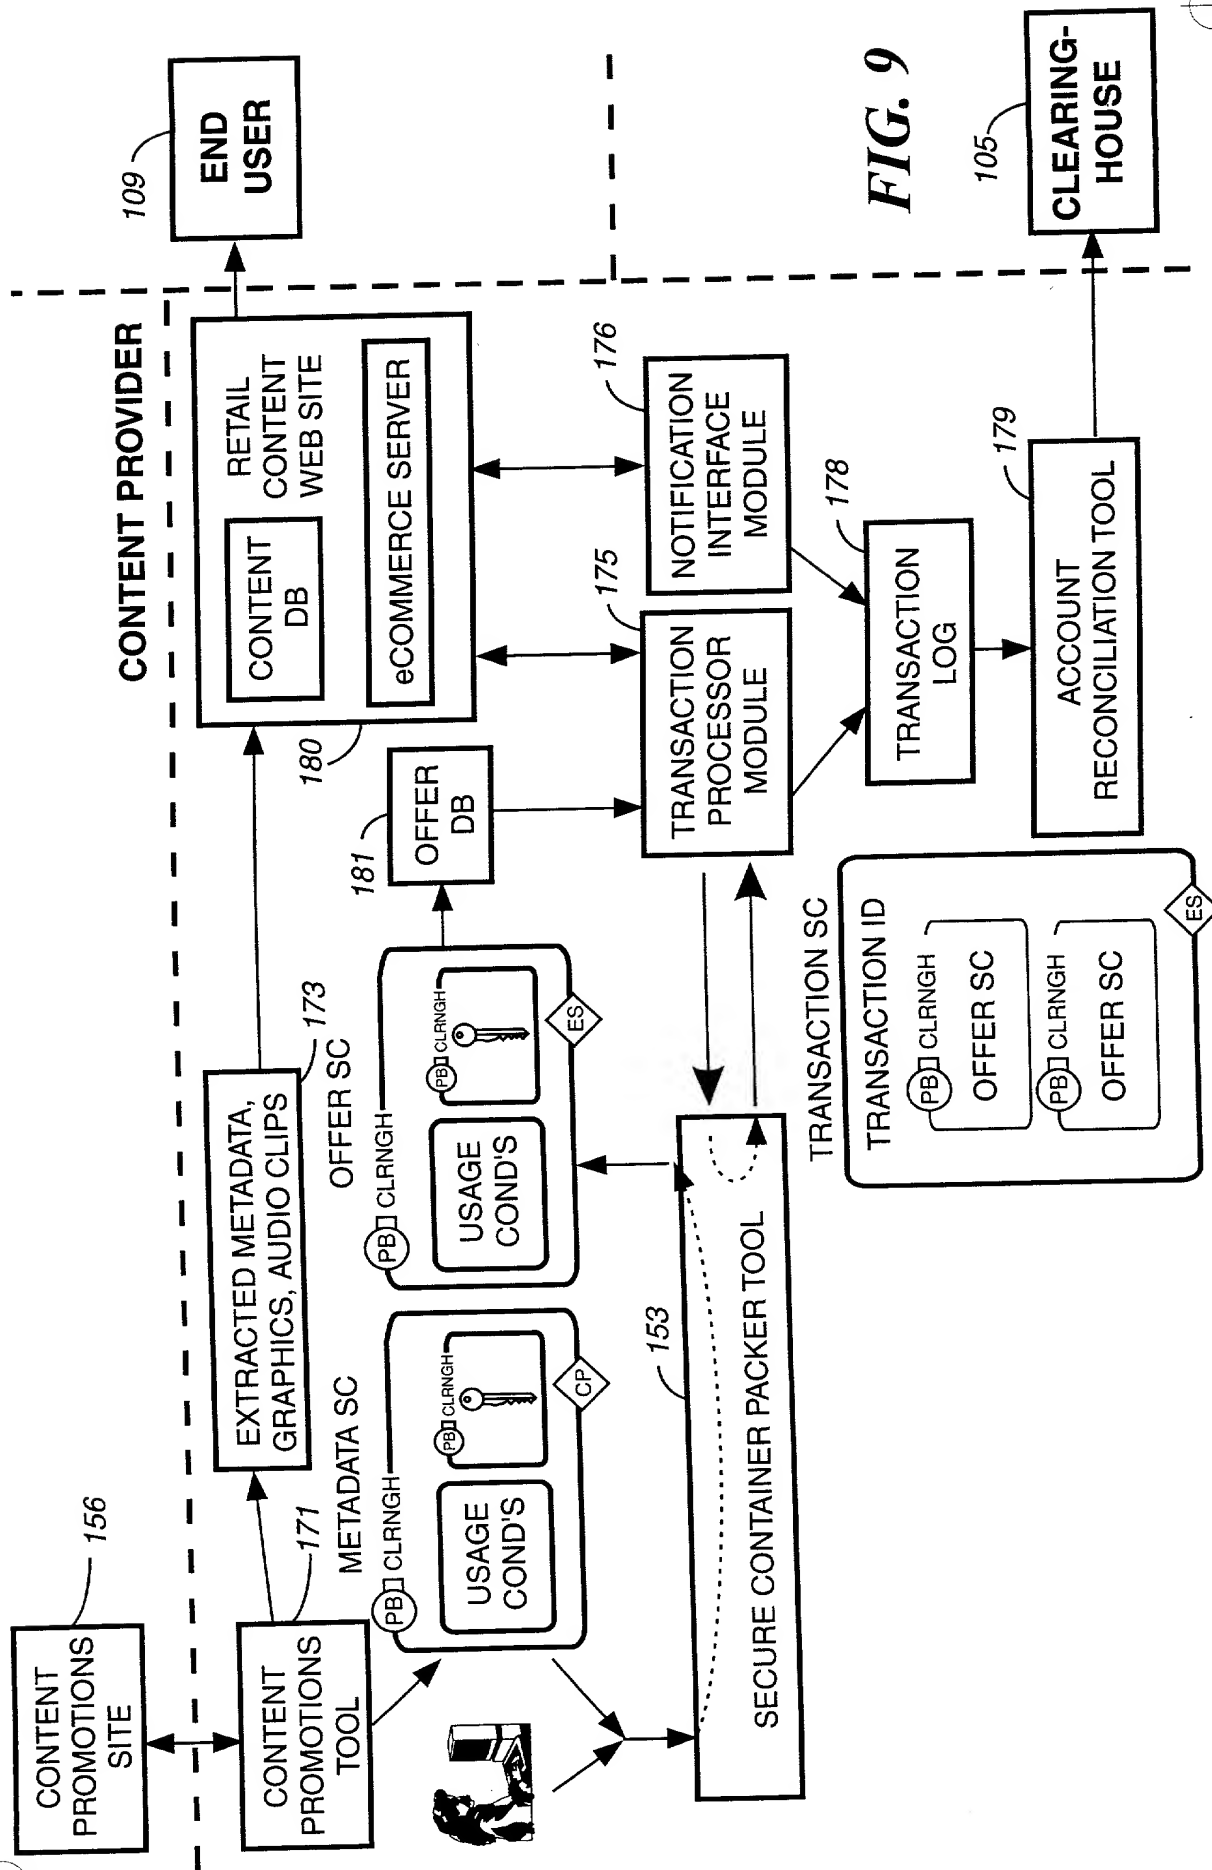 CONTENT PROVIDER
156
CONTENT
PROMOTIONS
SITE
CONTENT
PROMOTIONS
TOOL
171
EXTRACTED METADATA,
GRAPHICS, AUDIO CLIPS
173
CONTENT
DB
RETAIL
CONTENT
WEB SITE
eCOMMERCE SERVER
180
END
USER
109
METADATA SC
PB CLRNGH
USAGE
COND'S
PB CLRNGH
CP
OFFER SC
PB CLRNGH
USAGE
COND'S
PB CLRNGH
ES
OFFER
DB
181
153
SECURE CONTAINER PACKER TOOL
TRANSACTION
PROCESSOR
MODULE
175
NOTIFICATION
INTERFACE
MODULE
176
TRANSACTION
LOG
178
TRANSACTION SC
TRANSACTION ID
PB CLRNGH
OFFER SC
PB CLRNGH
OFFER SC
ES
ACCOUNT
RECONCILIATION TOOL
179
CLEARING-
HOUSE
105
FIG. 9